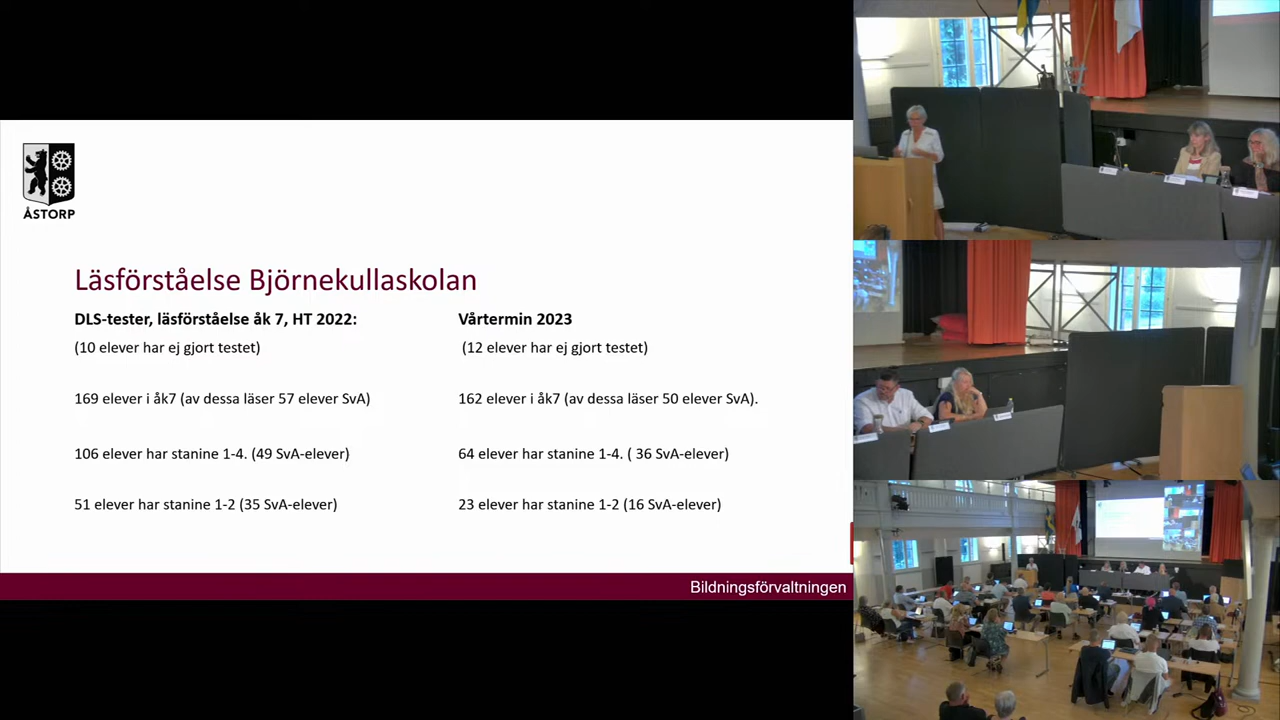 ÅSTORP
Läsförståelse Björnekullaskolan
DLS-tester, läsförståelse åk 7, HT 2022:
(10 elever har ej gjort testet)
169 elever i åk7 (av dessa läser 57 elever SvA)
106 elever har stanine 1-4. (49 SvA-elever)
51 elever har stanine 1-2 (35 SvA-elever)
Vårtermin 2023
(12 elever har ej gjort testet)
162 elever i åk7 (av dessa läser 50 elever SvA).
64 elever har stanine 1-4. ( 36 SvA-elever)
23 elever har stanine 1-2 (16 SvA-elever)
Bildningsförvaltningen